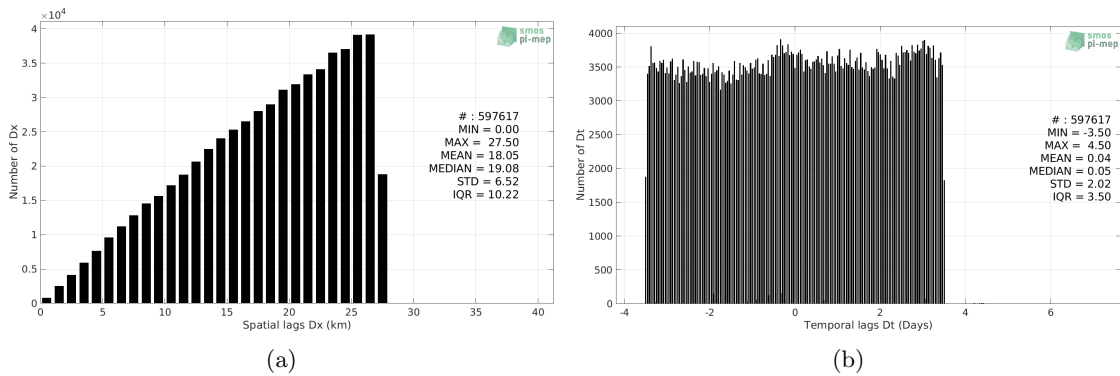 ×10⁴
4
3.5
3
2.5
2
1.5
1
0.5
0
Number of Dx
smos
pi-mep
# : 597617
MIN = 0.00
MAX = 27.50
MEAN = 18.05
MEDIAN = 19.08
STD = 6.52
IQR = 10.22
0 5 10 15 20 25 30 35 40
Spatial lags Dx (km)
(a)
4000
3500
3000
2500
2000
1500
1000
500
0
Number of Dt
smos
pi-mep
# : 597617
MIN = -3.50
MAX = 4.50
MEAN = 0.04
MEDIAN = 0.05
STD = 2.02
IQR = 3.50
-4 -2 0 2 4 6
Temporal lags Dt (Days)
(b)